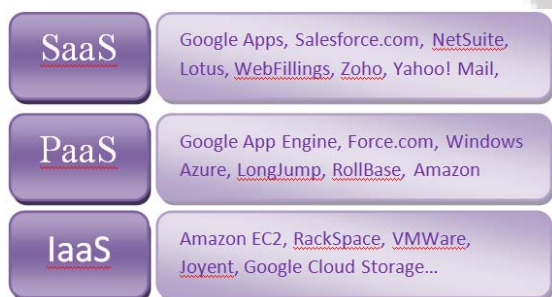 SaaS
Google Apps, Salesforce.com, NetSuite,
Lotus, WebFillings, Zoho, Yahoo! Mail,
PaaS
Google App Engine, Force.com, Windows
Azure, LongJump, RollBase, Amazon
IaaS
Amazon EC2, RackSpace, VMWare,
Joyent, Google Cloud Storage...